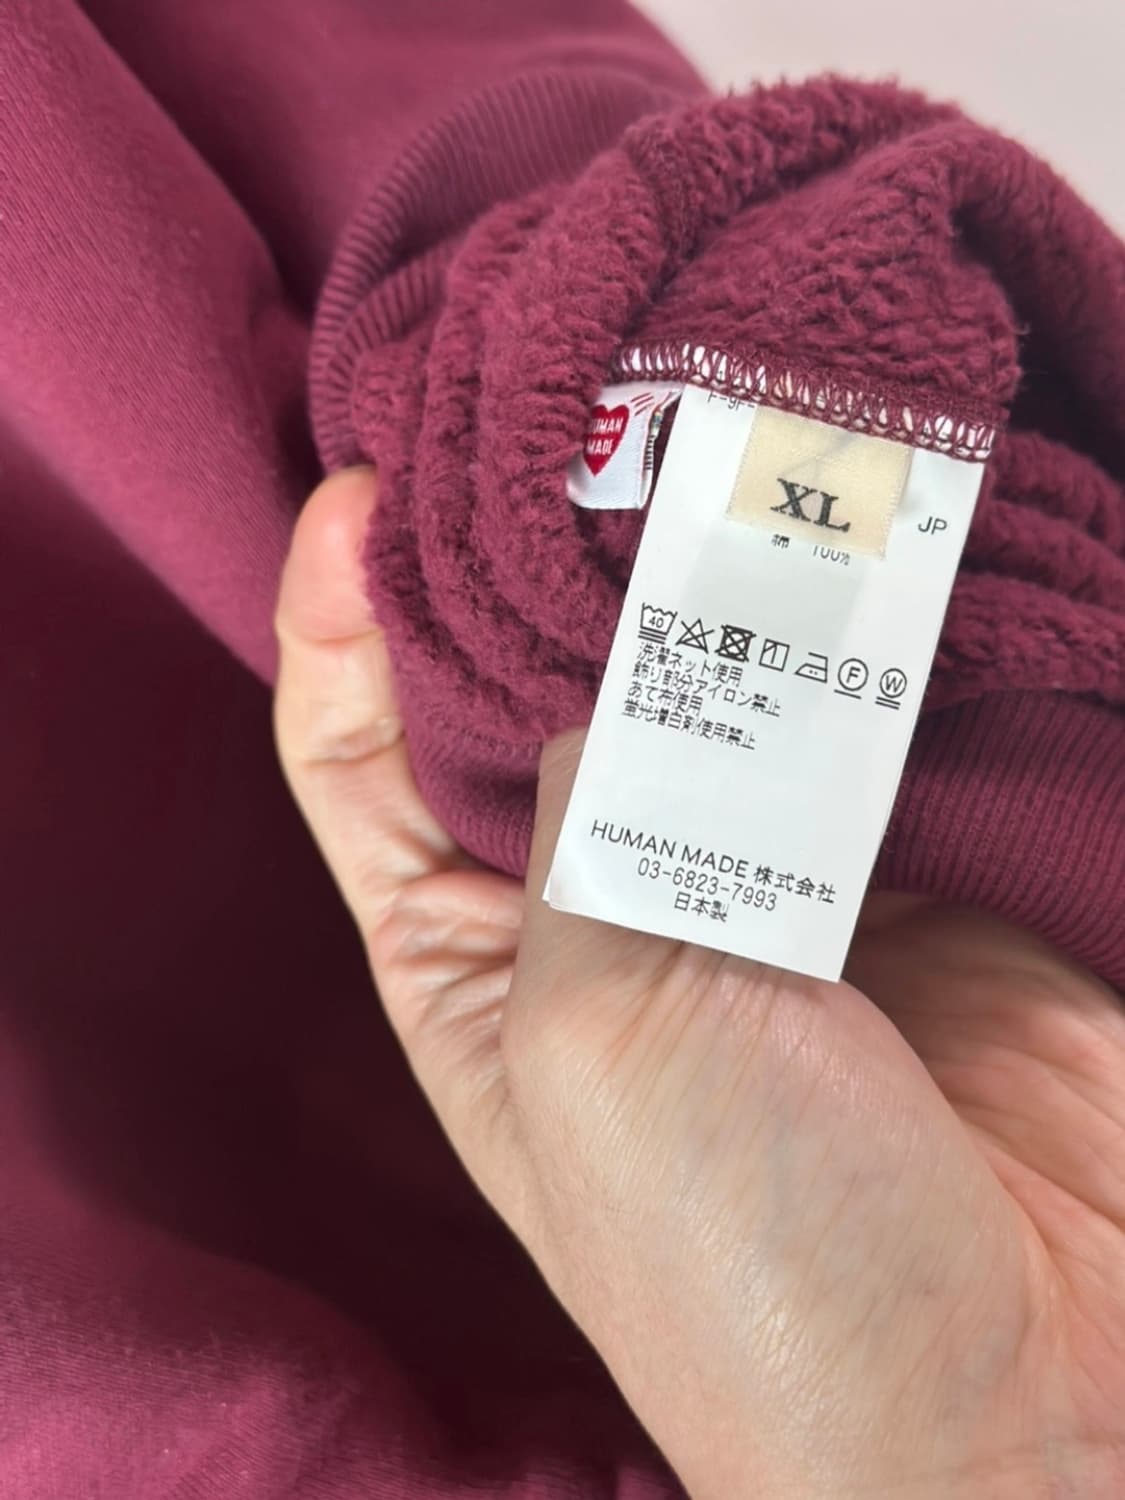 HUMAN
MADE
F-9F-
XL
JP
綿 100%
40
F
W
洗濯ネット使用
飾り部分アイロン禁止
あて布使用
蛍光増白剤使用禁止
HUMAN MADE 株式会社
03-6823-7993
日本製